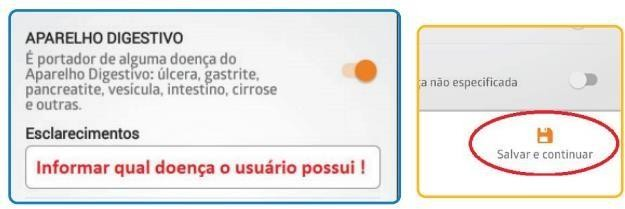 APARELHO DIGESTIVO
É portador de alguma doença do
Aparelho Digestivo: úlcera, gastrite,
pancreatite, vesícula, intestino, cirrose
e outras.
Esclarecimentos
Informar qual doença o usuário possui !
ça não especificada
Salvar e continuar